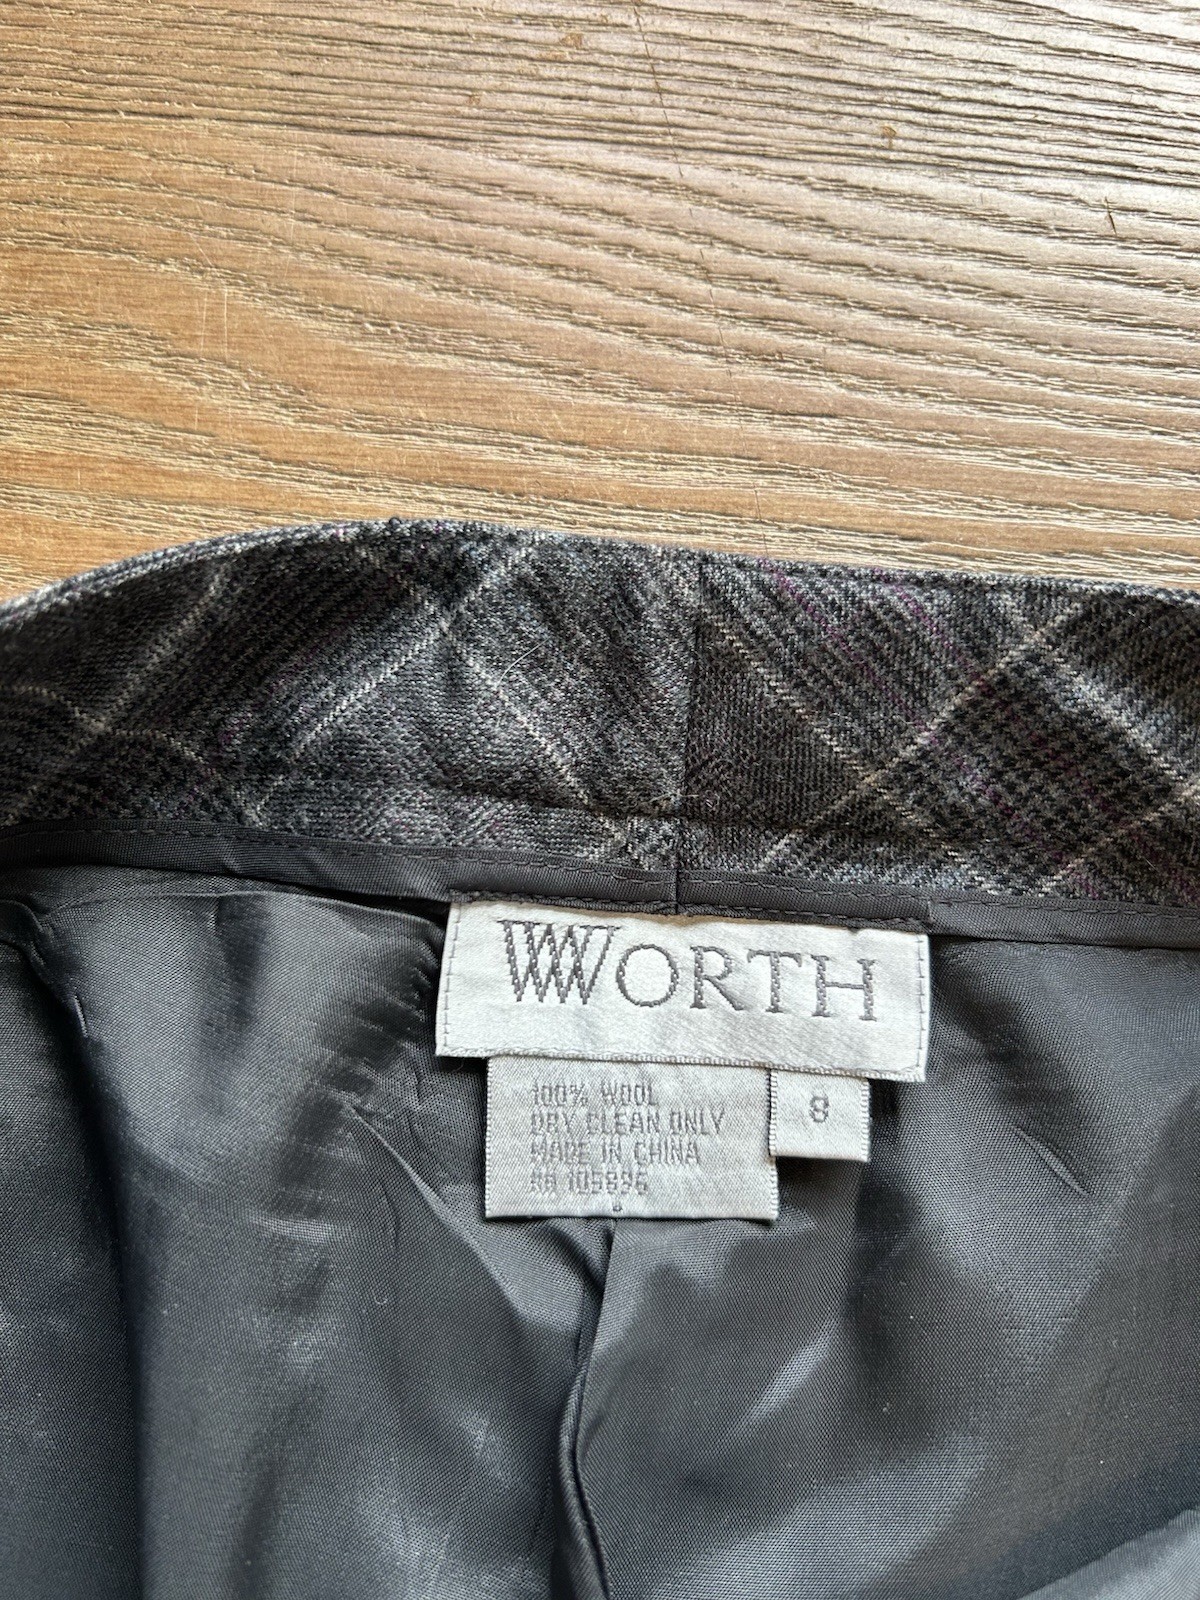 WORTH
100% WOOL
DRY CLEAN ONLY
MADE IN CHINA
RN 105896
8